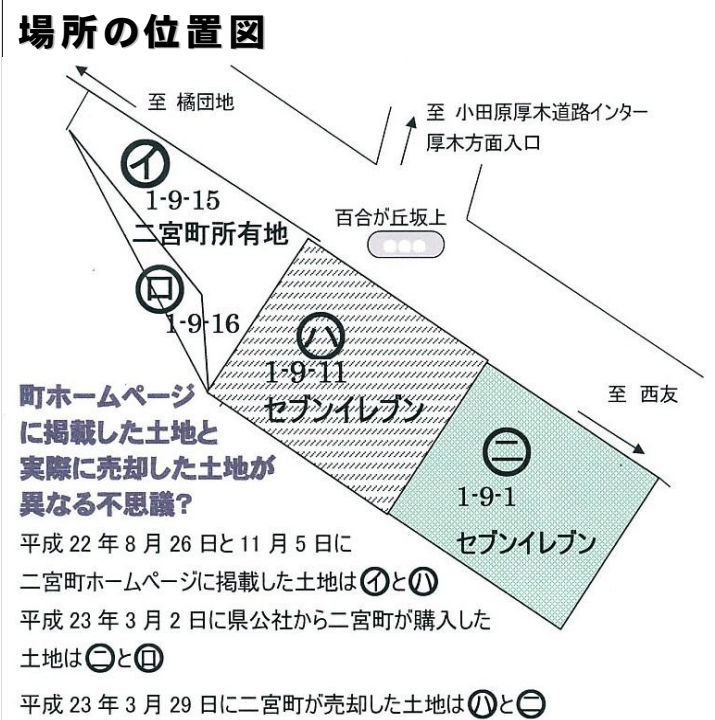 場所の位置図
至 橘団地
至 小田原厚木道路インター
厚木方面入口
イ
1-9-15
二宮町所有地
百合が丘坂上
ロ
1-9-16
ハ
1-9-11
セブンイレブン
至 西友
ニ
1-9-1
セブンイレブン
町ホームページ
に掲載した土地と
実際に売却した土地が
異なる不思議?
平成 22 年 8 月 26 日と 11 月 5 日に
二宮町ホームページに掲載した土地はイとハ
平成 23 年 3 月 2 日に県公社から二宮町が購入した
土地はニとロ
平成 23 年 3 月 29 日に二宮町が売却した土地はハとニ